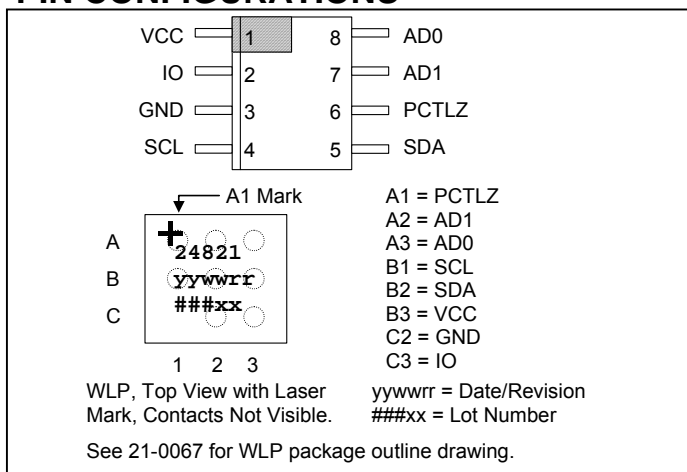 PIN CONFIGURATIONS
VCC 1 8 AD0
IO 2 7 AD1
GND 3 6 PCTLZ
SCL 4 5 SDA
A1 Mark
A
B
C
+
24821
yywwrr
###xx
1 2 3
A1 = PCTLZ
A2 = AD1
A3 = AD0
B1 = SCL
B2 = SDA
B3 = VCC
C2 = GND
C3 = IO
WLP, Top View with Laser
Mark, Contacts Not Visible.
yywwrr = Date/Revision
###xx = Lot Number
See 21-0067 for WLP package outline drawing.